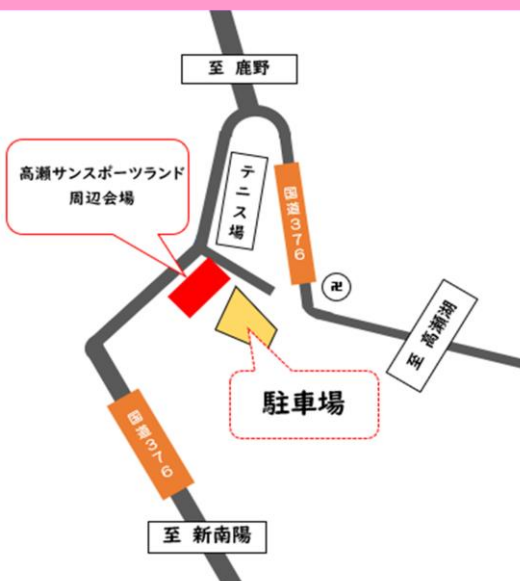 至 鹿野
高瀬サンスポーツランド
周辺会場
テニス場
国道376
卍
至 高瀬湖
駐車場
国道376
至 新南陽